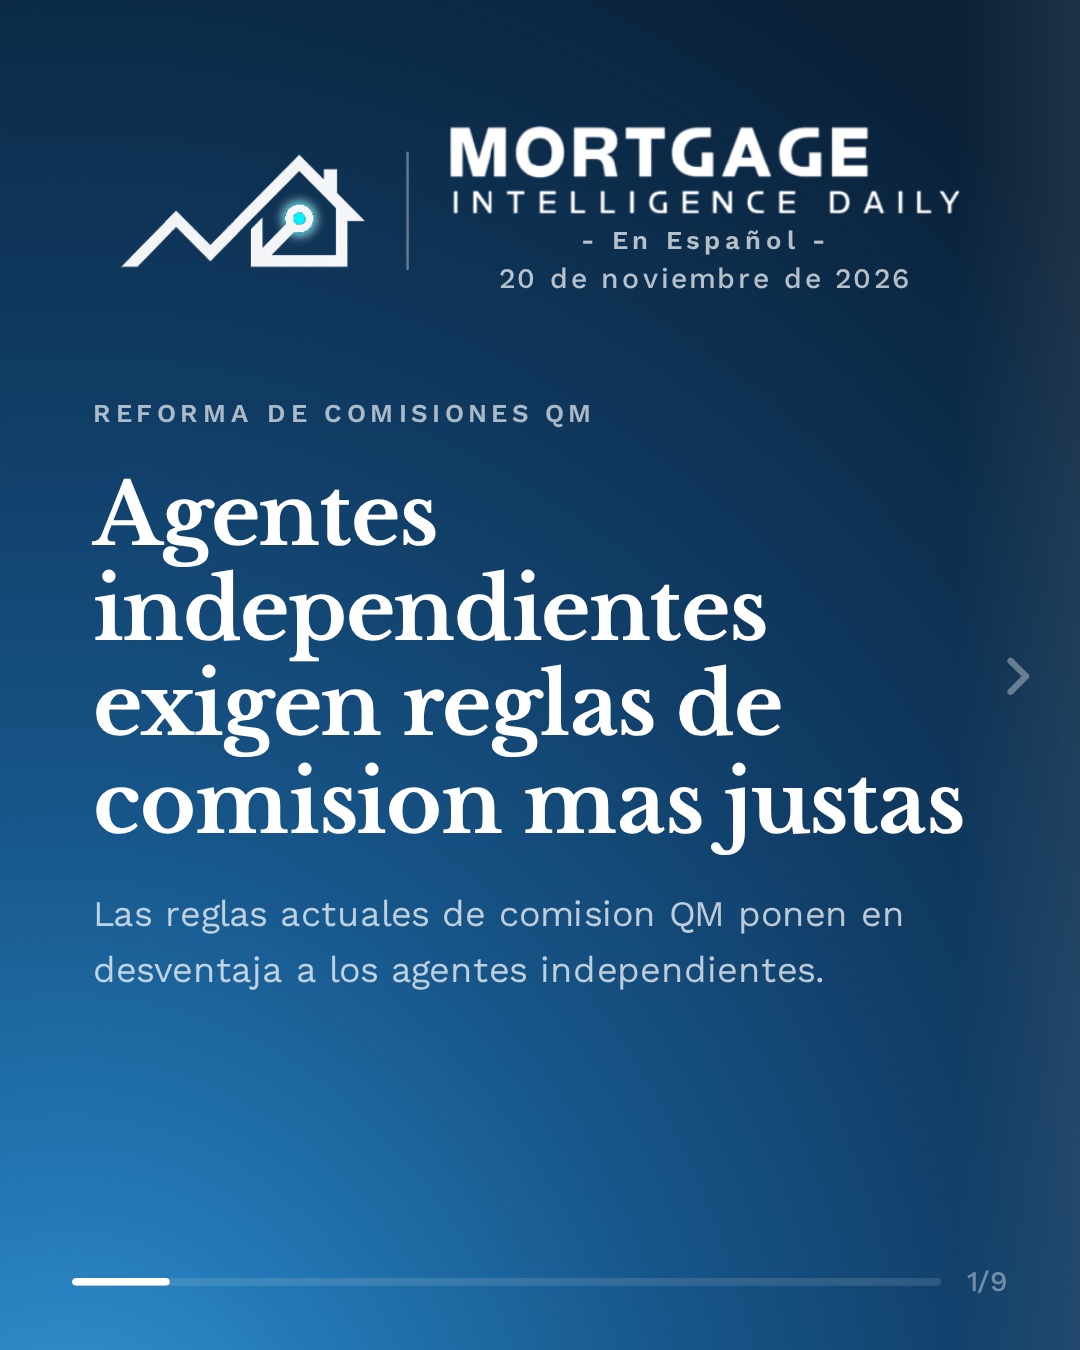 MORTGAGE
INTELLIGENCE DAILY
- En Español -
20 de noviembre de 2026
REFORMA DE COMISIONES QM
Agentes
independientes
exigen reglas de
comision mas justas
Las reglas actuales de comision QM ponen en
desventaja a los agentes independientes.
1/9